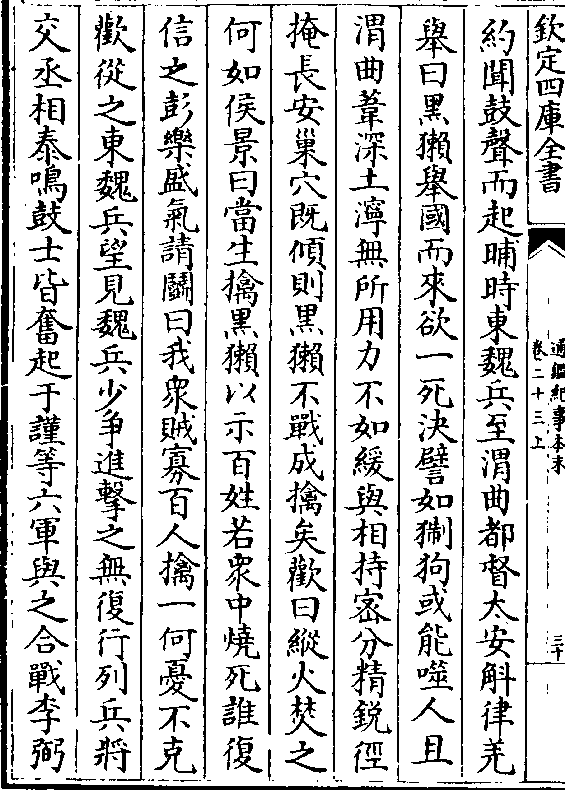 欽定四庫全書
通鑑紀事本末
卷二十三上
三十
約聞鼓聲而起晡時東魏兵至渭曲都督太安斛律羌
舉曰黑獺舉國而來欲一死決譬如猘狗或能噬人且
渭曲葦深土濘無所用力不如緩與相持宻分精鋭徑
掩長安巢穴既傾則黑獺不戰成擒矣歡曰縱火焚之
何如侯景曰當生擒黑獺以示百姓若衆中燒死誰復
信之彭樂盛氣請鬭曰我衆賊寡百人擒一何憂不克
歡從之東魏兵望見魏兵少争進擊之無復行列兵將
交丞相泰鳴鼓士皆奮起于謹等六軍與之合戰李弼